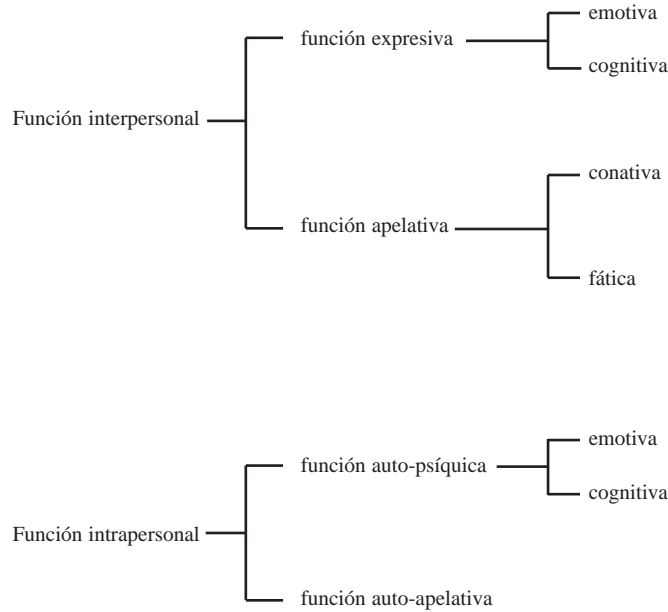 emotiva
función expresiva
cognitiva
Función interpersonal
conativa
función apelativa
fática
emotiva
función auto-psíquica
cognitiva
Función intrapersonal
función auto-apelativa